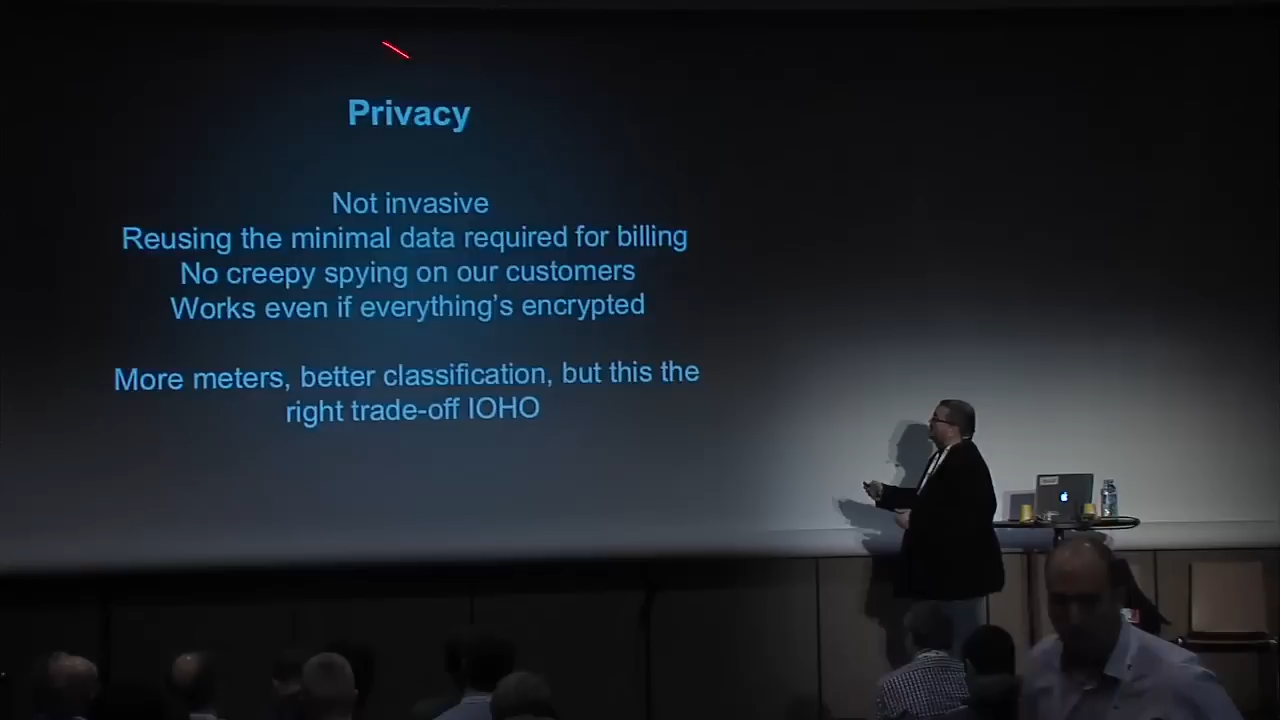 Privacy
Not invasive
Reusing the minimal data required for billing
No creepy spying on our customers
Works even if everything's encrypted
More meters, better classification, but this the
right trade-off IOHO